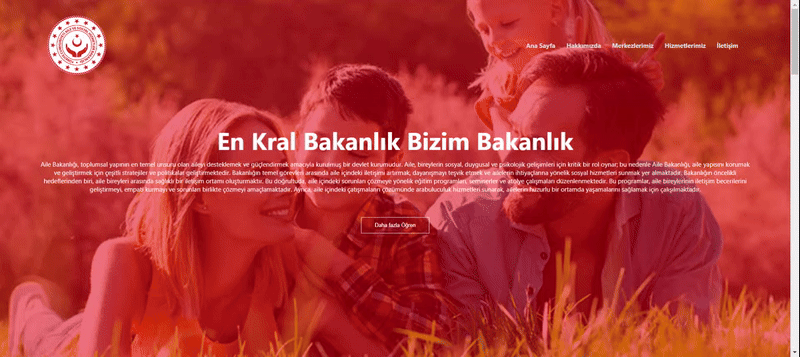 Ana Sayfa Hakkımızda Merkezlerimiz Hizmetlerimiz İletişim
En Kral Bakanlık Bizim Bakanlık
Aile Bakanlığı, toplumsal yapının en temel unsuru olan aileyi desteklemek ve güçlendirmek amacıyla kurulmuş bir devlet kurumudur. Aile, bireylerin sosyal, duygusal ve psikolojik gelişimleri için kritik bir rol oynar; bu nedenle Aile Bakanlığı, aile yapısını korumak
ve geliştirmek için çeşitli stratejiler ve politikalar geliştirmektedir. Bakanlığın temel görevleri arasında aile içindeki iletişimi artırmak, dayanışmayı teşvik etmek ve ailelerin ihtiyaçlarına yönelik sosyal hizmetleri sunmak yer almaktadır. Bakanlığın öncelikli
hedeflerinden biri, aile bireyleri arasında sağlıklı bir iletişim ortamı oluşturmaktır. Bu doğrultuda, aile içindeki sorunları çözmeye yönelik eğitim programları, seminerler ve atölye çalışmaları düzenlenmektedir. Bu programlar, aile bireylerinin iletişim becerilerini
geliştirmeyi, empati kurmayı ve sorunları birlikte çözmeyi amaçlamaktadır. Ayrıca, aile içindeki çatışmaların çözümünde arabuluculuk hizmetleri sunarak, ailelerin huzurlu bir ortamda yaşamalarını sağlamak için çalışılmaktadır.
Daha fazla Öğren